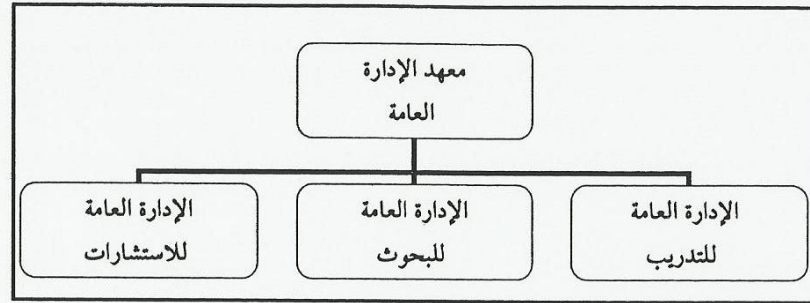 معهد الإدارة
العامة
الإدارة العامة
للتدريب
الإدارة العامة
للبحوث
الإدارة العامة
للاستشارات